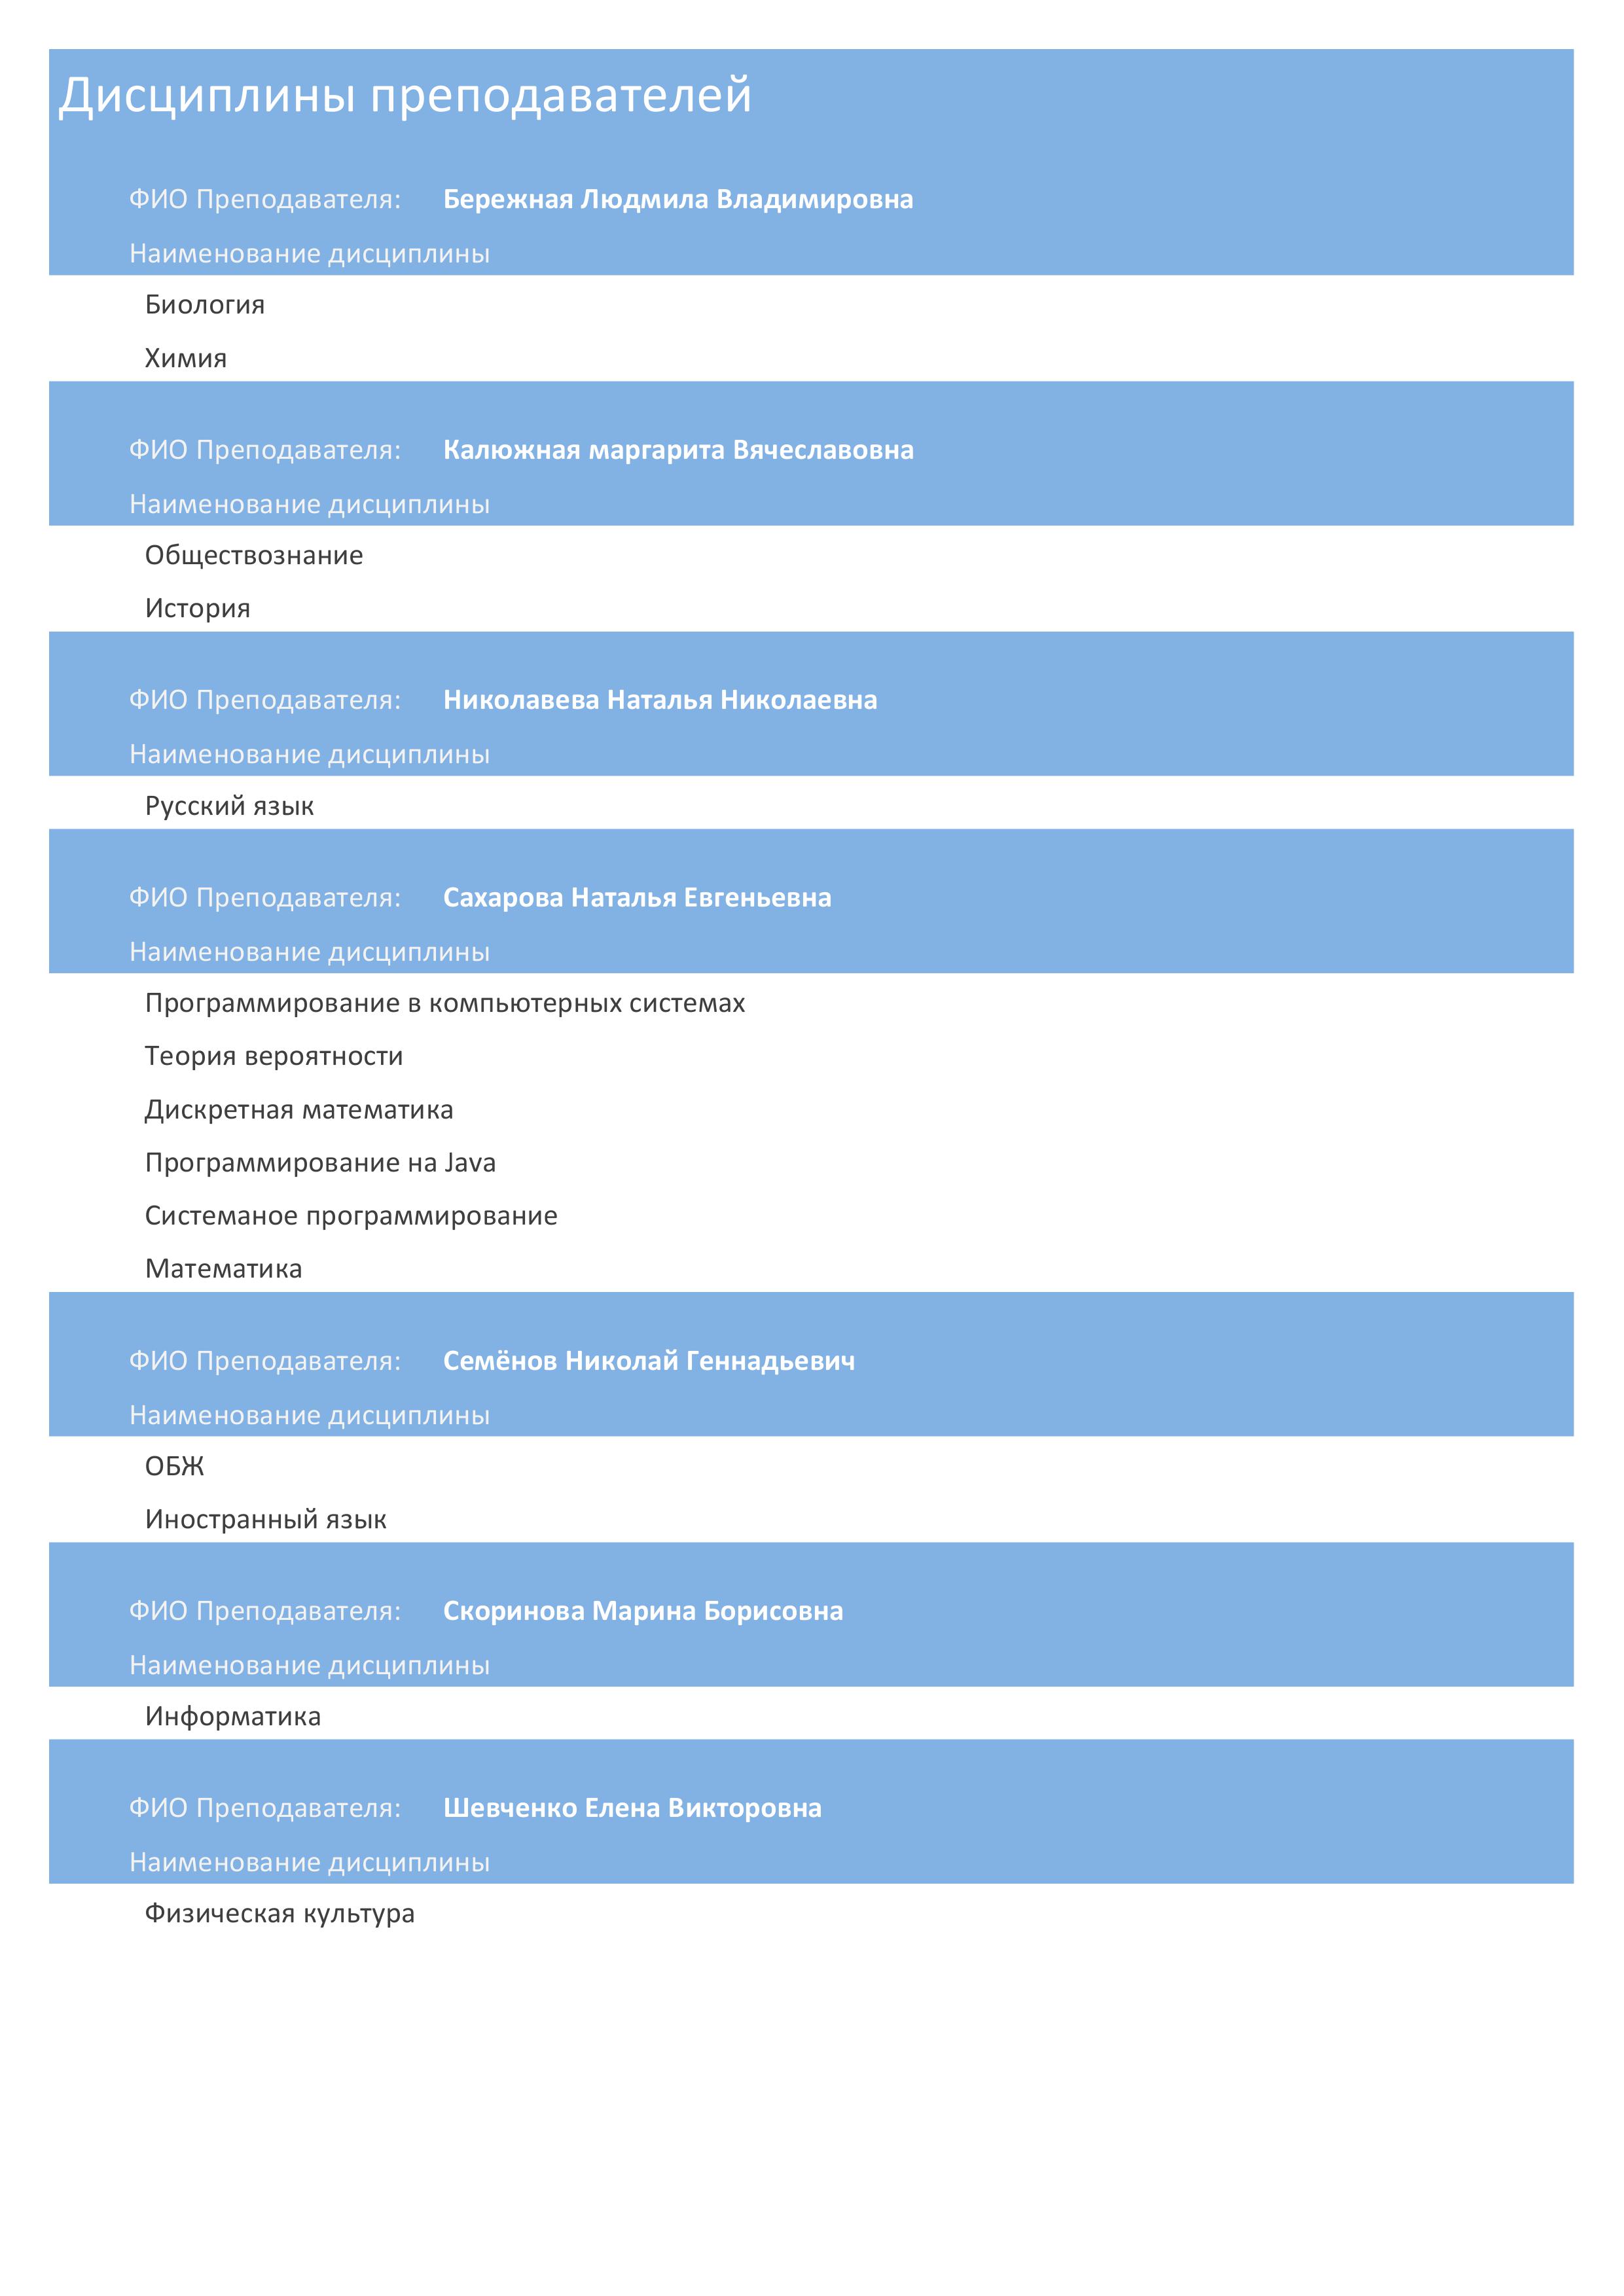 Дисциплины преподавателей
ФИО Преподавателя: Бережная Людмила Владимировна
Наименование дисциплины
Биология
Химия
ФИО Преподавателя: Калюжная маргарита Вячеславовна
Наименование дисциплины
Обществознание
История
ФИО Преподавателя: Николавева Наталья Николаевна
Наименование дисциплины
Русский язык
ФИО Преподавателя: Сахарова Наталья Евгеньевна
Наименование дисциплины
Программирование в компьютерных системах
Теория вероятности
Дискретная математика
Программирование на Java
Системаное программирование
Математика
ФИО Преподавателя: Семёнов Николай Геннадьевич
Наименование дисциплины
ОБЖ
Иностранный язык
ФИО Преподавателя: Скоринова Марина Борисовна
Наименование дисциплины
Информатика
ФИО Преподавателя: Шевченко Елена Викторовна
Наименование дисциплины
Физическая культура